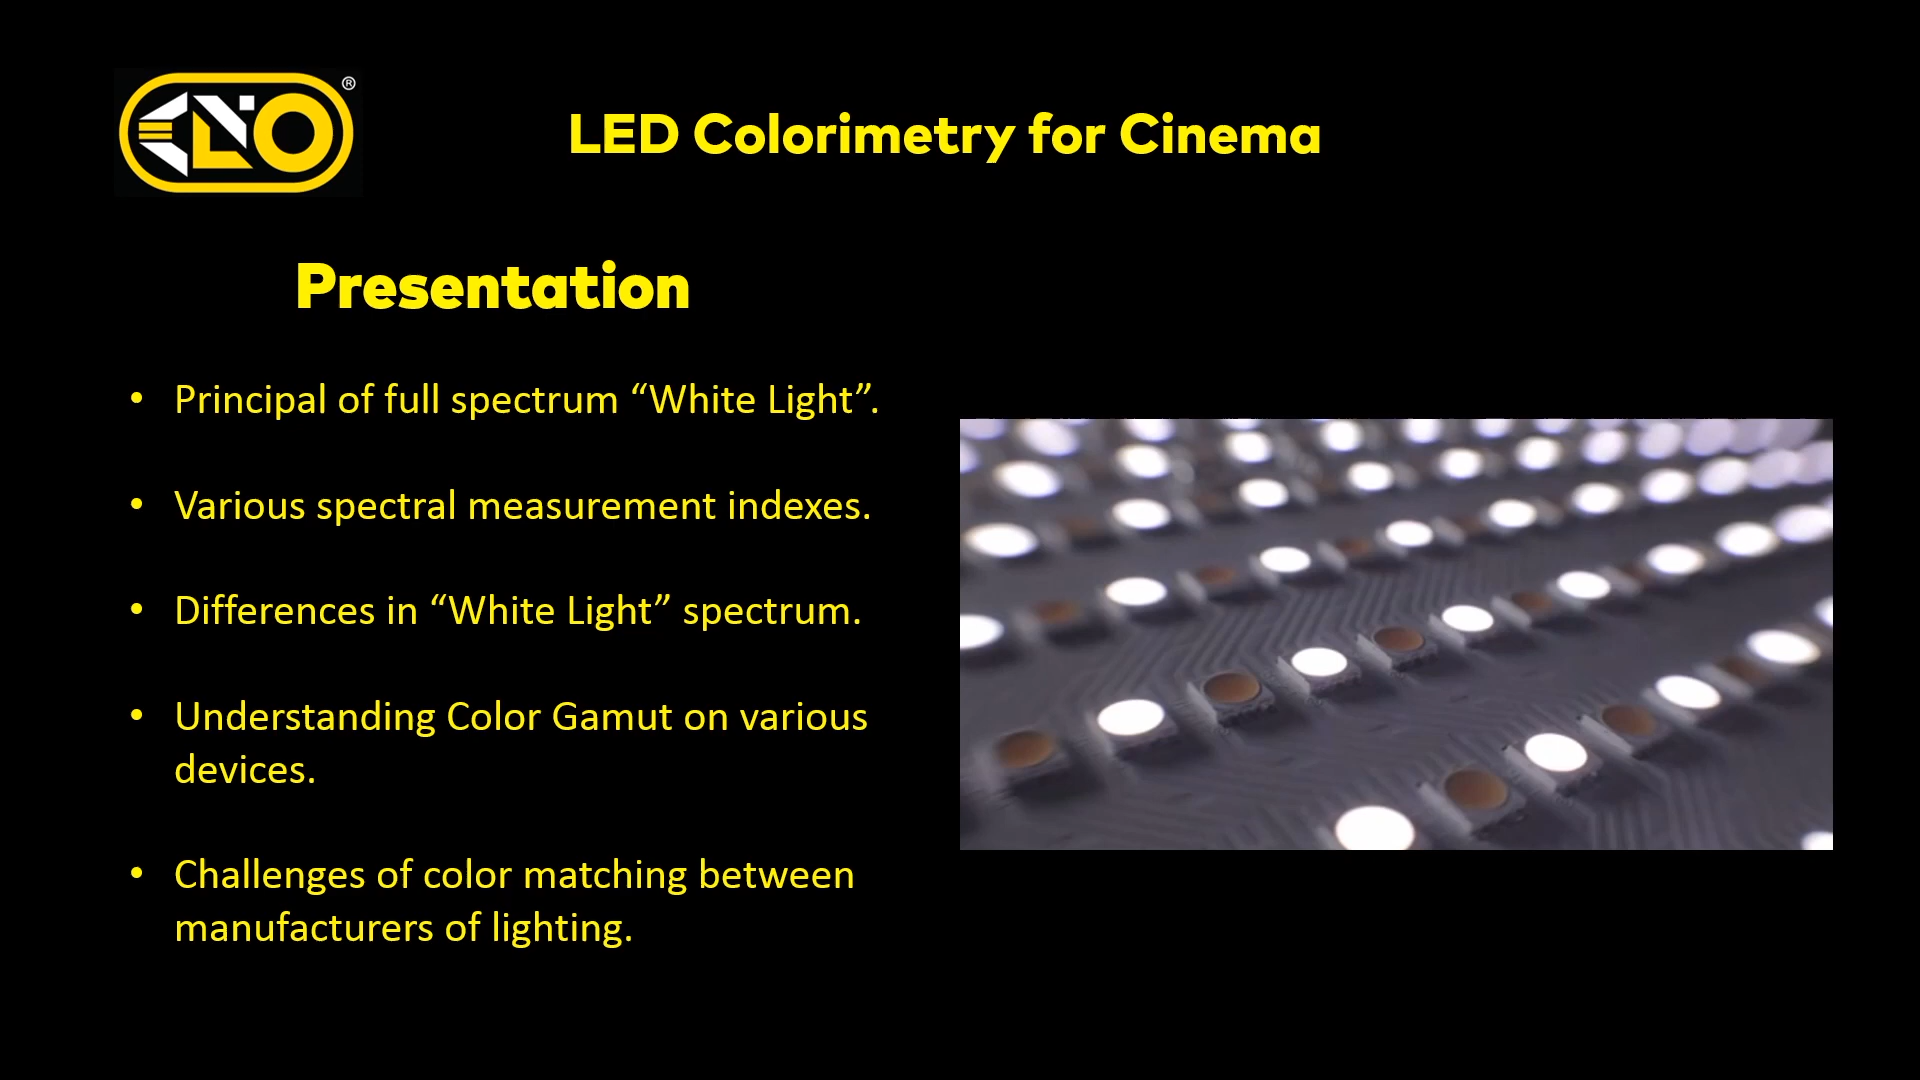 KINO
®
LED Colorimetry for Cinema
Presentation
• Principal of full spectrum “White Light”.
• Various spectral measurement indexes.
• Differences in “White Light” spectrum.
• Understanding Color Gamut on various
devices.
• Challenges of color matching between
manufacturers of lighting.